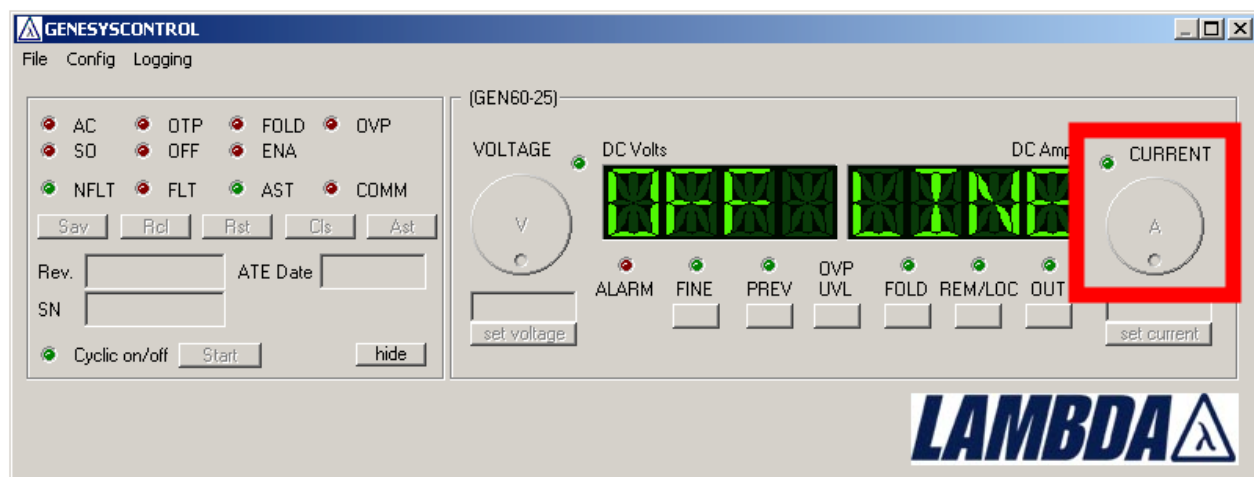 GENESYSCONTROL
File Config Logging
AC OTP FOLD OVP
SO OFF ENA
NFLT FLT AST COMM
Sav Rcl Rst Cls Ast
Rev. ATE Date
SN
Cyclic on/off Start hide
(GEN60-25)
VOLTAGE DC Volts DC Amp CURRENT
OFF LINE
V A
ALARM FINE PREV OVP UVL FOLD REM/LOC OUT
set voltage set current
LAMBDA λ